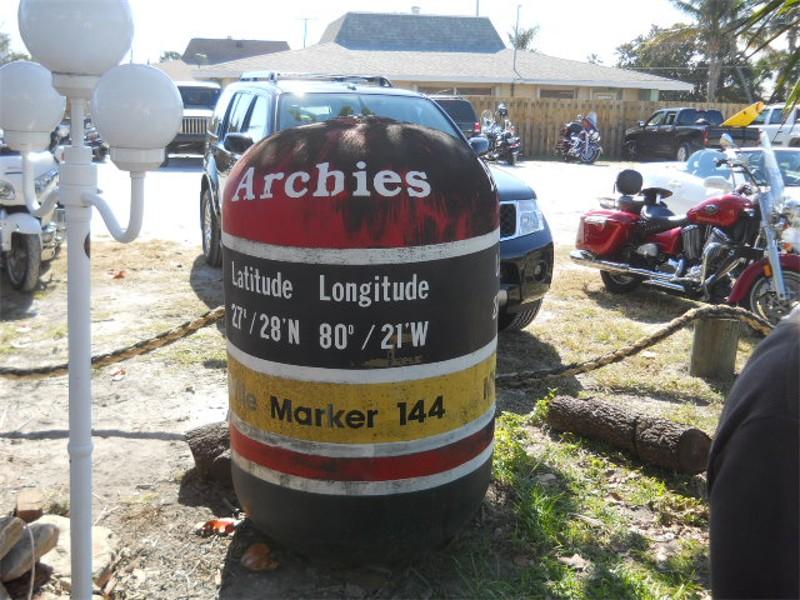 Archies
Latitude Longitude
27°/28'N 80°/21'W
Marker 144